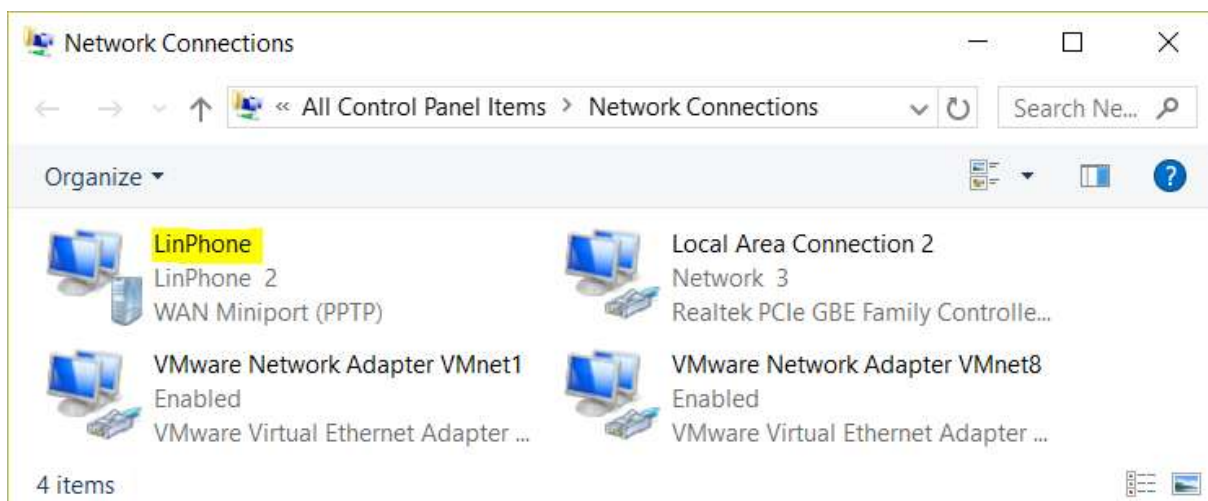 Network Connections
« All Control Panel Items > Network Connections
Search Ne...
Organize
?
LinPhone
LinPhone 2
WAN Miniport (PPTP)
Local Area Connection 2
Network 3
Realtek PCIe GBE Family Controlle...
VMware Network Adapter VMnet1
Enabled
VMware Virtual Ethernet Adapter ...
VMware Network Adapter VMnet8
Enabled
VMware Virtual Ethernet Adapter ...
4 items